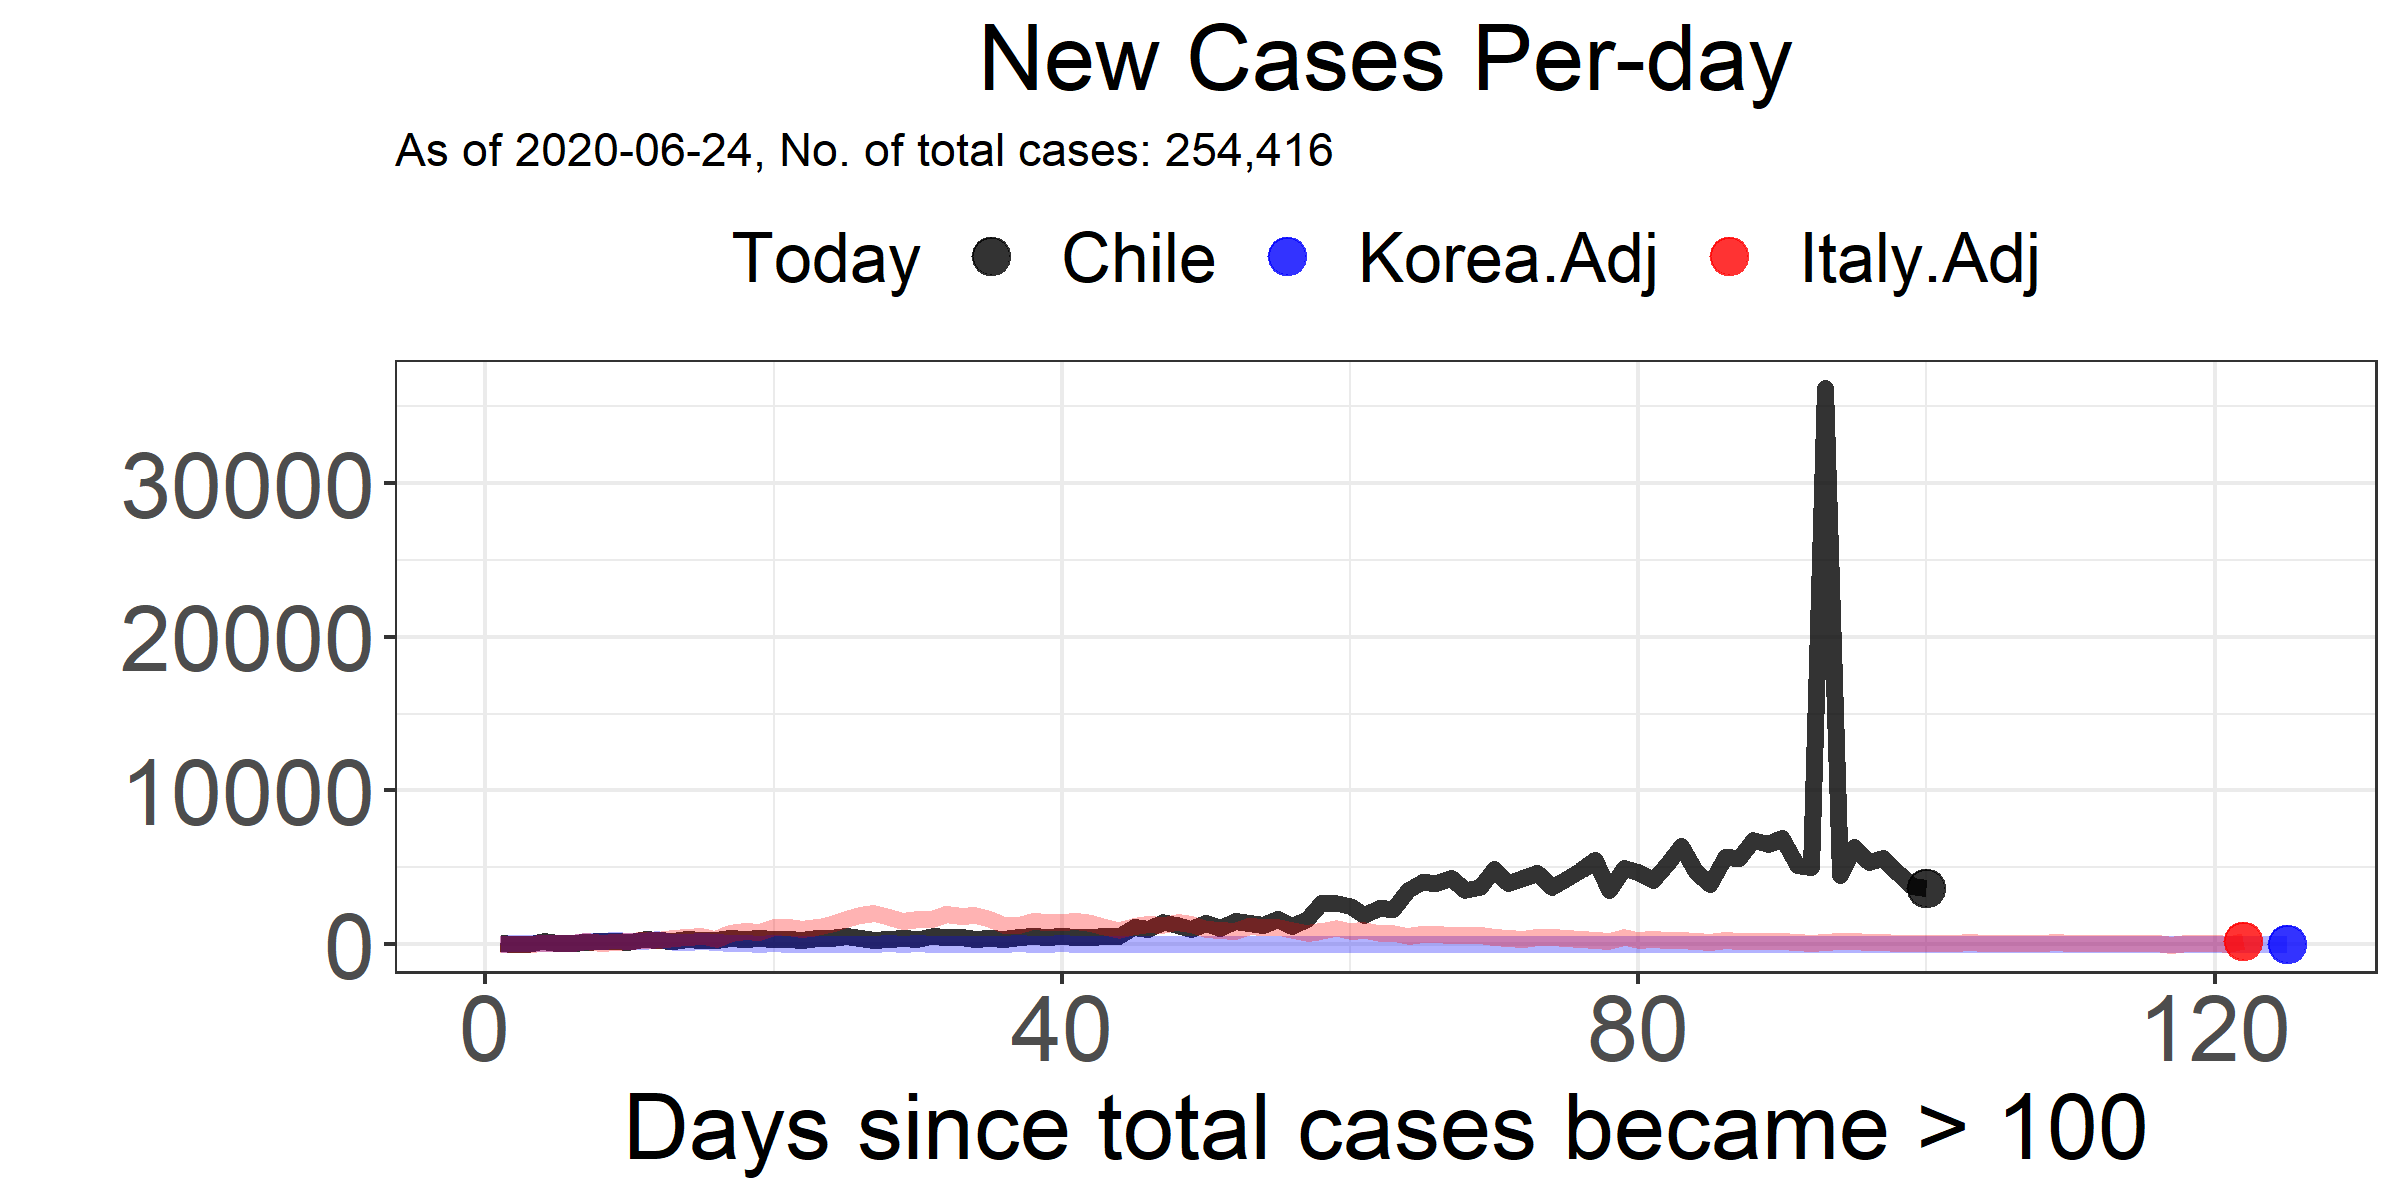 New Cases Per-day
As of 2020-06-24, No. of total cases: 254,416
Today Chile Korea.Adj Italy.Adj
30000
20000
10000
0
0 40 80 120
Days since total cases became > 100